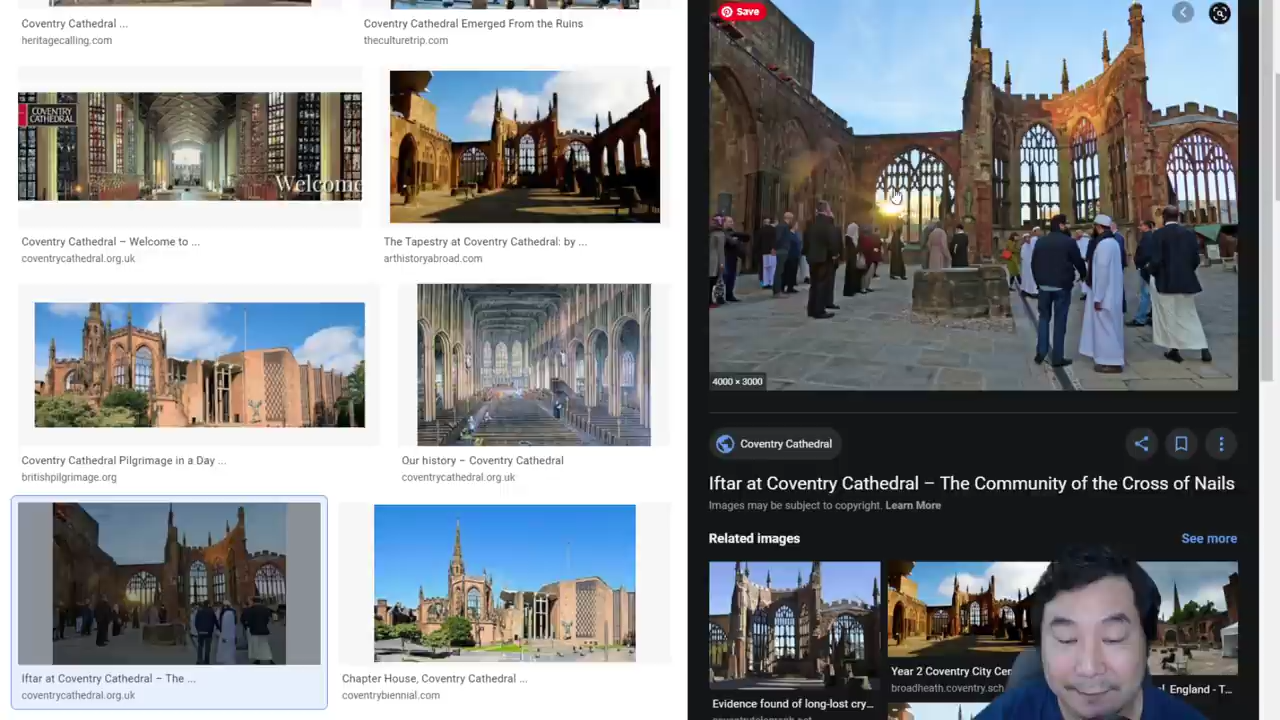 Coventry Cathedral ...
heritagecalling.com
Coventry Cathedral Emerged From the Ruins
theculturetrip.com
COVENTRY
CATHEDRAL
Welcome
Coventry Cathedral – Welcome to ...
coventrycathedral.org.uk
The Tapestry at Coventry Cathedral: by ...
arthistoryabroad.com
Coventry Cathedral Pilgrimage in a Day ...
britishpilgrimage.org
Our history – Coventry Cathedral
coventrycathedral.org.uk
Iftar at Coventry Cathedral – The ...
coventrycathedral.org.uk
Chapter House, Coventry Cathedral ...
coventrybiennial.com
Save
4000 × 3000
Coventry Cathedral
Iftar at Coventry Cathedral – The Community of the Cross of Nails
Images may be subject to copyright. Learn More
Related images
See more
Evidence found of long-lost cry...
Year 2 Coventry City Cer
broadheath.coventry.sch
England - T...